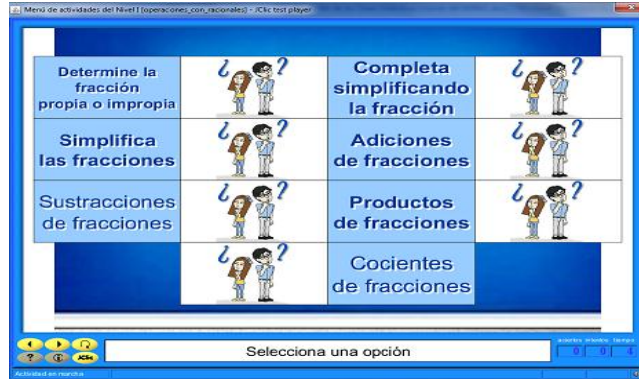 Menú de actividades del Nivel I (operaciones_con_racionales) - JClic test player
Determine la
fracción
propia o impropia
¿ ?
Completa
simplificando
la fracción
¿ ?
Simplifica
las fracciones
¿ ?
Adiciones
de fracciones
¿ ?
Sustracciones
de fracciones
¿ ?
Productos
de fracciones
¿ ?
¿ ?
Cocientes
de fracciones
JClic
Selecciona una opción
aciertos intentos tiempo
0 0 4
Actividad en marcha